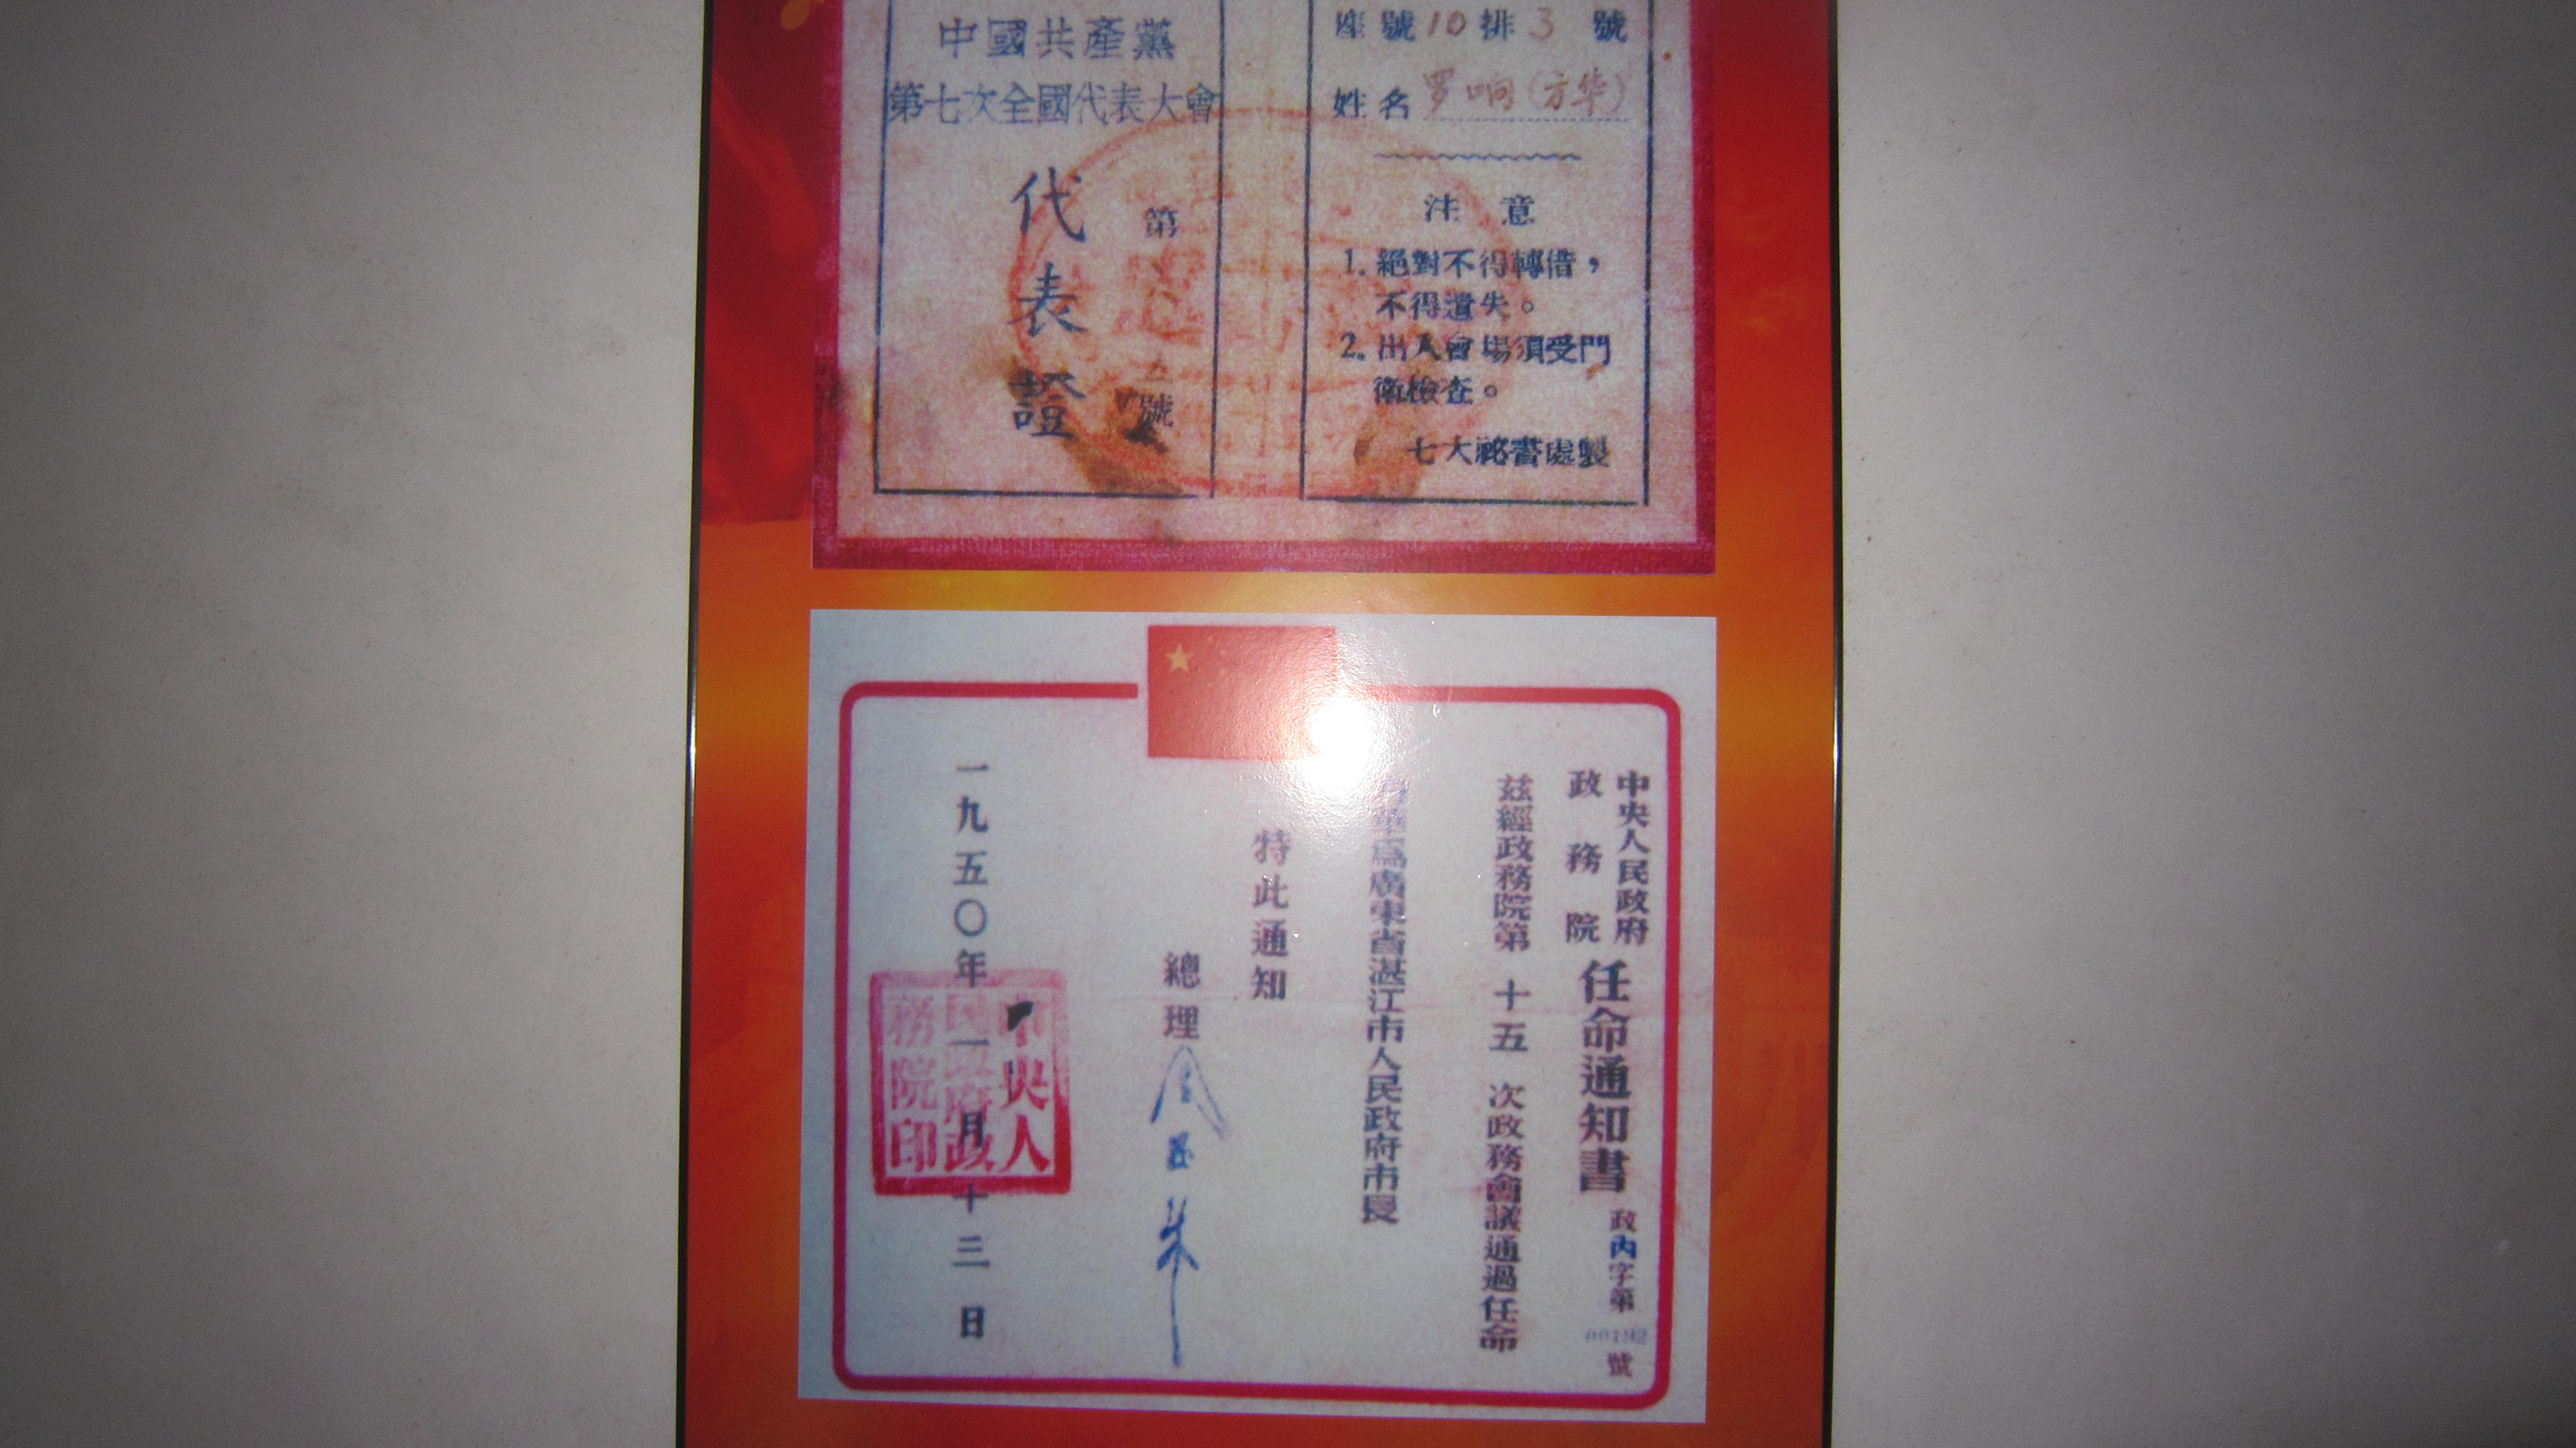 中國共產黨
第七次全國代表大會
代表證
第
五
號
座號10排3號
姓名 罗响(方华)
注意
1. 絕對不得轉借，
不得遺失。
2. 出入會場須受門
衛檢查。
七大祕書處製
中央人民政府
政務院
任命通知書
政內字第
00192
號
茲經政務院第十五次政務會議通過任命
華為廣東省湛江市人民政府市長
特此通知
總理
一九五〇年一月十三日
中央人
民政府政
務院印